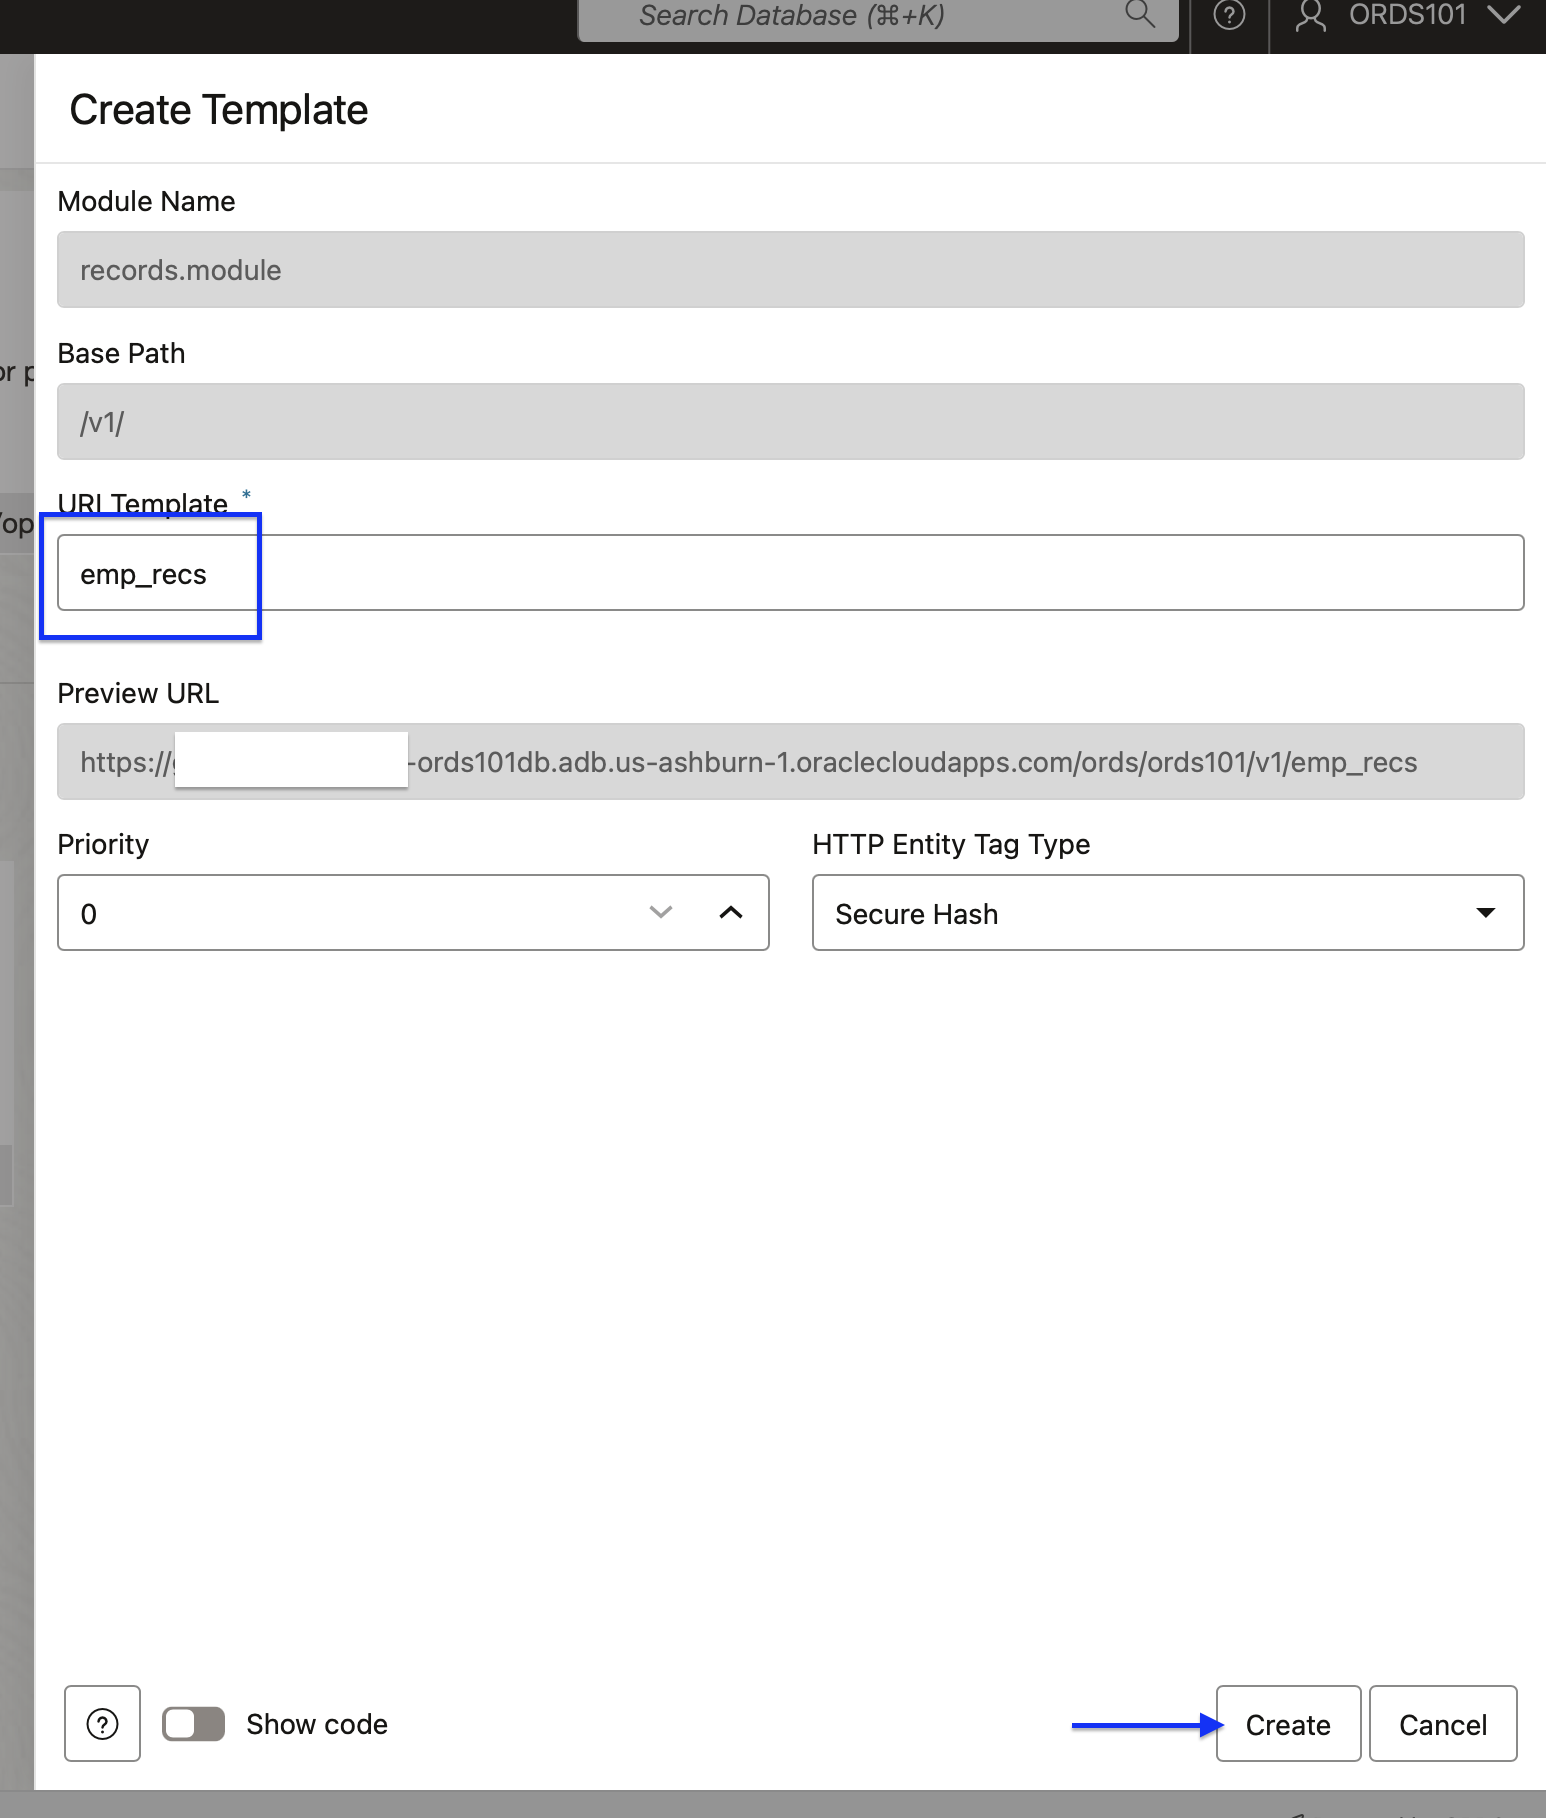 Search Database (⌘+K)
ORDS101
Create Template
Module Name
records.module
Base Path
/v1/
URI Template *
emp_recs
Preview URL
https:// -ords101db.adb.us-ashburn-1.oraclecloudapps.com/ords/ords101/v1/emp_recs
Priority
HTTP Entity Tag Type
0
Secure Hash
? Show code
Create
Cancel